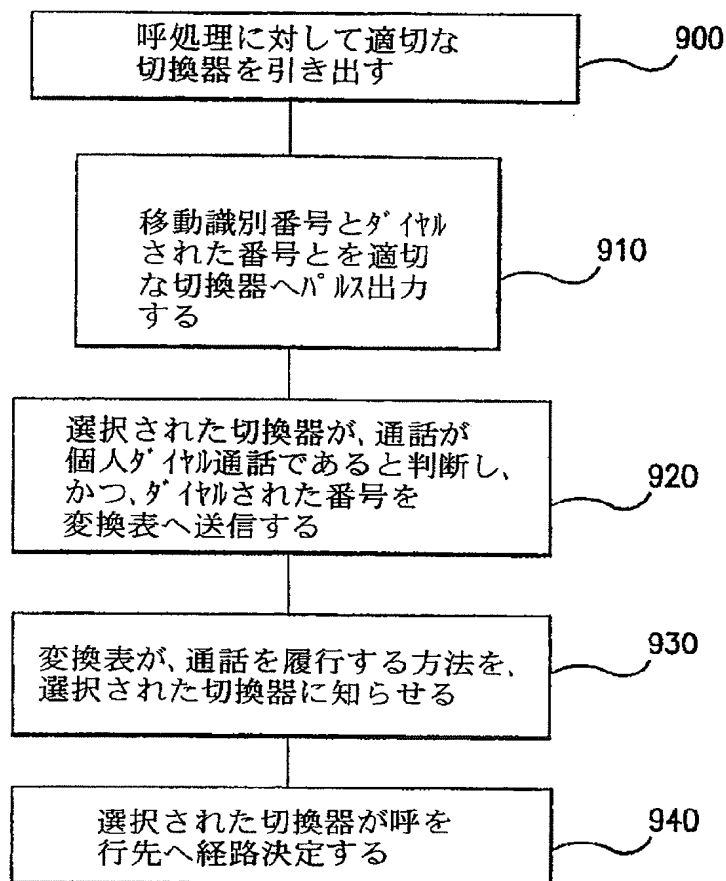 呼処理に対して適切な
切換器を引き出す
900
移動識別番号とﾀﾞｲﾔﾙ
された番号とを適切
な切換器へﾊﾟﾙｽ出力
する
910
選択された切換器が、通話が
個人ﾀﾞｲﾔﾙ通話であると判断し、
かつ、ﾀﾞｲﾔﾙされた番号を
変換表へ送信する
920
変換表が、通話を履行する方法を、
選択された切換器に知らせる
930
選択された切換器が呼を
行先へ経路決定する
940